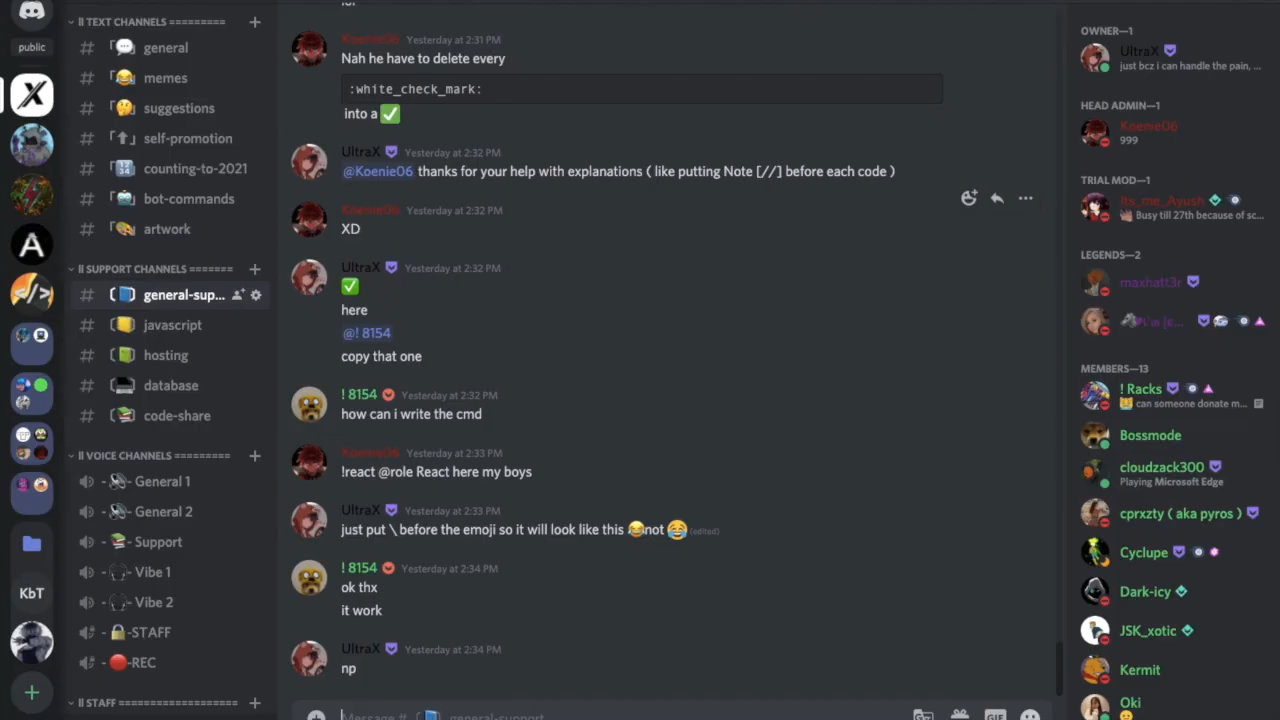 public
KbT
|| TEXT CHANNELS =========
general
memes
suggestions
self-promotion
counting-to-2021
bot-commands
artwork
|| SUPPORT CHANNELS =======
general-sup...
javascript
hosting
database
code-share
|| VOICE CHANNELS =========
- General 1
- General 2
- Support
- Vibe 1
- Vibe 2
- STAFF
- REC
|| STAFF ===================
Koenie06 Yesterday at 2:31 PM
Nah he have to delete every
:white_check_mark:
into a ✅
UltraX Yesterday at 2:32 PM
@Koenie06 thanks for your help with explanations ( like putting Note [//] before each code )
Koenie06 Yesterday at 2:32 PM
XD
UltraX Yesterday at 2:32 PM
✅
here
@! 8154
copy that one
! 8154 Yesterday at 2:32 PM
how can i write the cmd
Koenie06 Yesterday at 2:33 PM
!react @role React here my boys
UltraX Yesterday at 2:33 PM
just put \ before the emoji so it will look like this 😂not 😂 (edited)
! 8154 Yesterday at 2:34 PM
ok thx
it work
UltraX Yesterday at 2:34 PM
np
Message # general-support
GIF
OWNER—1
UltraX
just bcz i can handle the pain, ...
HEAD ADMIN—1
Koenie06
999
TRIAL MOD—1
Its_me_Ayush
Busy till 27th because of sc...
LEGENDS—2
maxhatt3r
MEMBERS—13
! Racks
can someone donate m...
Bossmode
cloudzack300
Playing Microsoft Edge
cprxzty ( aka pyros )
Cyclupe
Dark-icy
JSK_xotic
Kermit
Oki